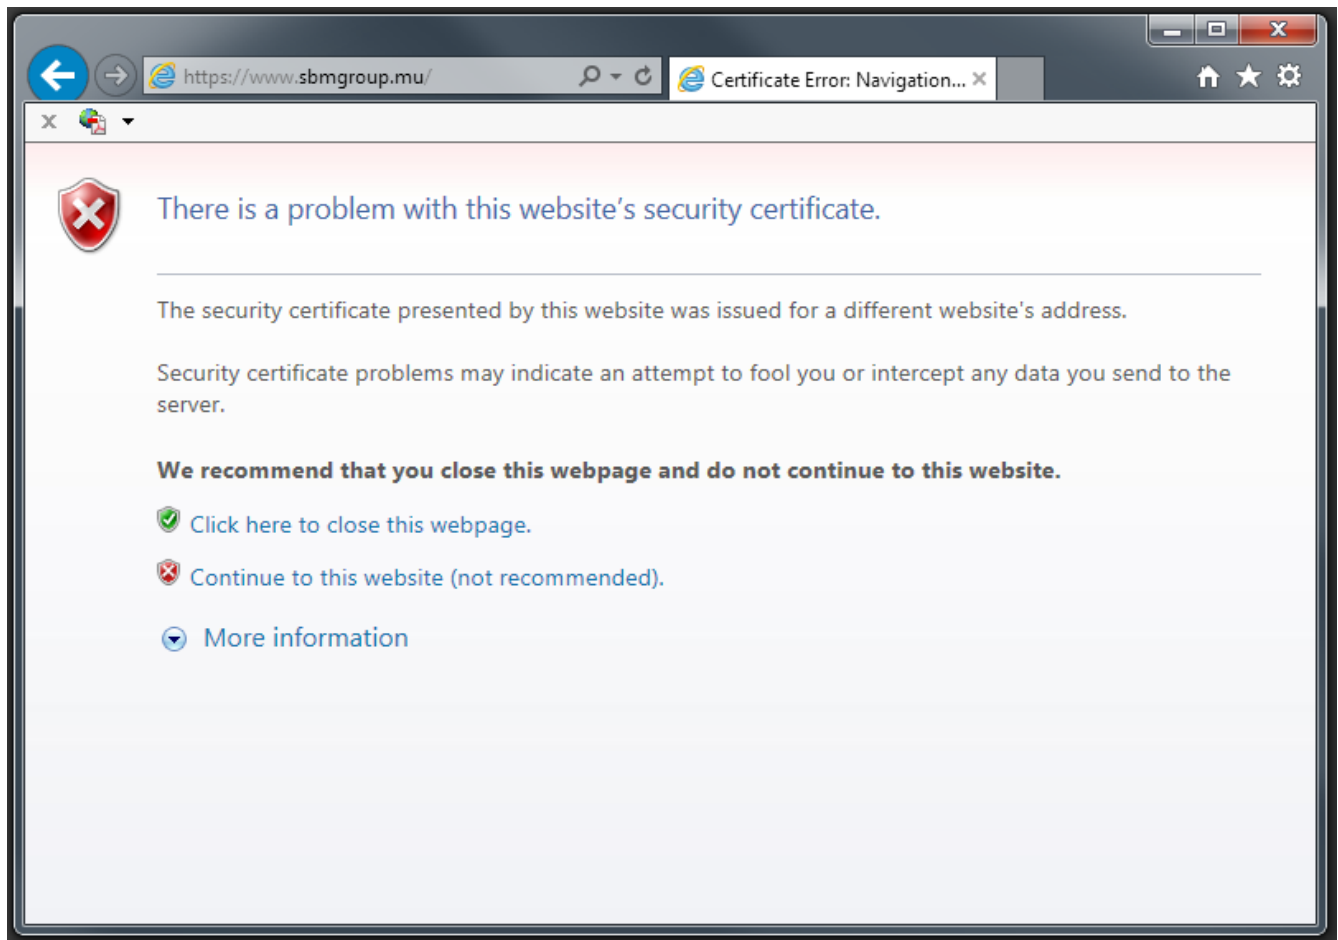 https://www.sbmgroup.mu/
Certificate Error: Navigation...
There is a problem with this website's security certificate.
The security certificate presented by this website was issued for a different website's address.
Security certificate problems may indicate an attempt to fool you or intercept any data you send to the
server.
We recommend that you close this webpage and do not continue to this website.
Click here to close this webpage.
Continue to this website (not recommended).
More information